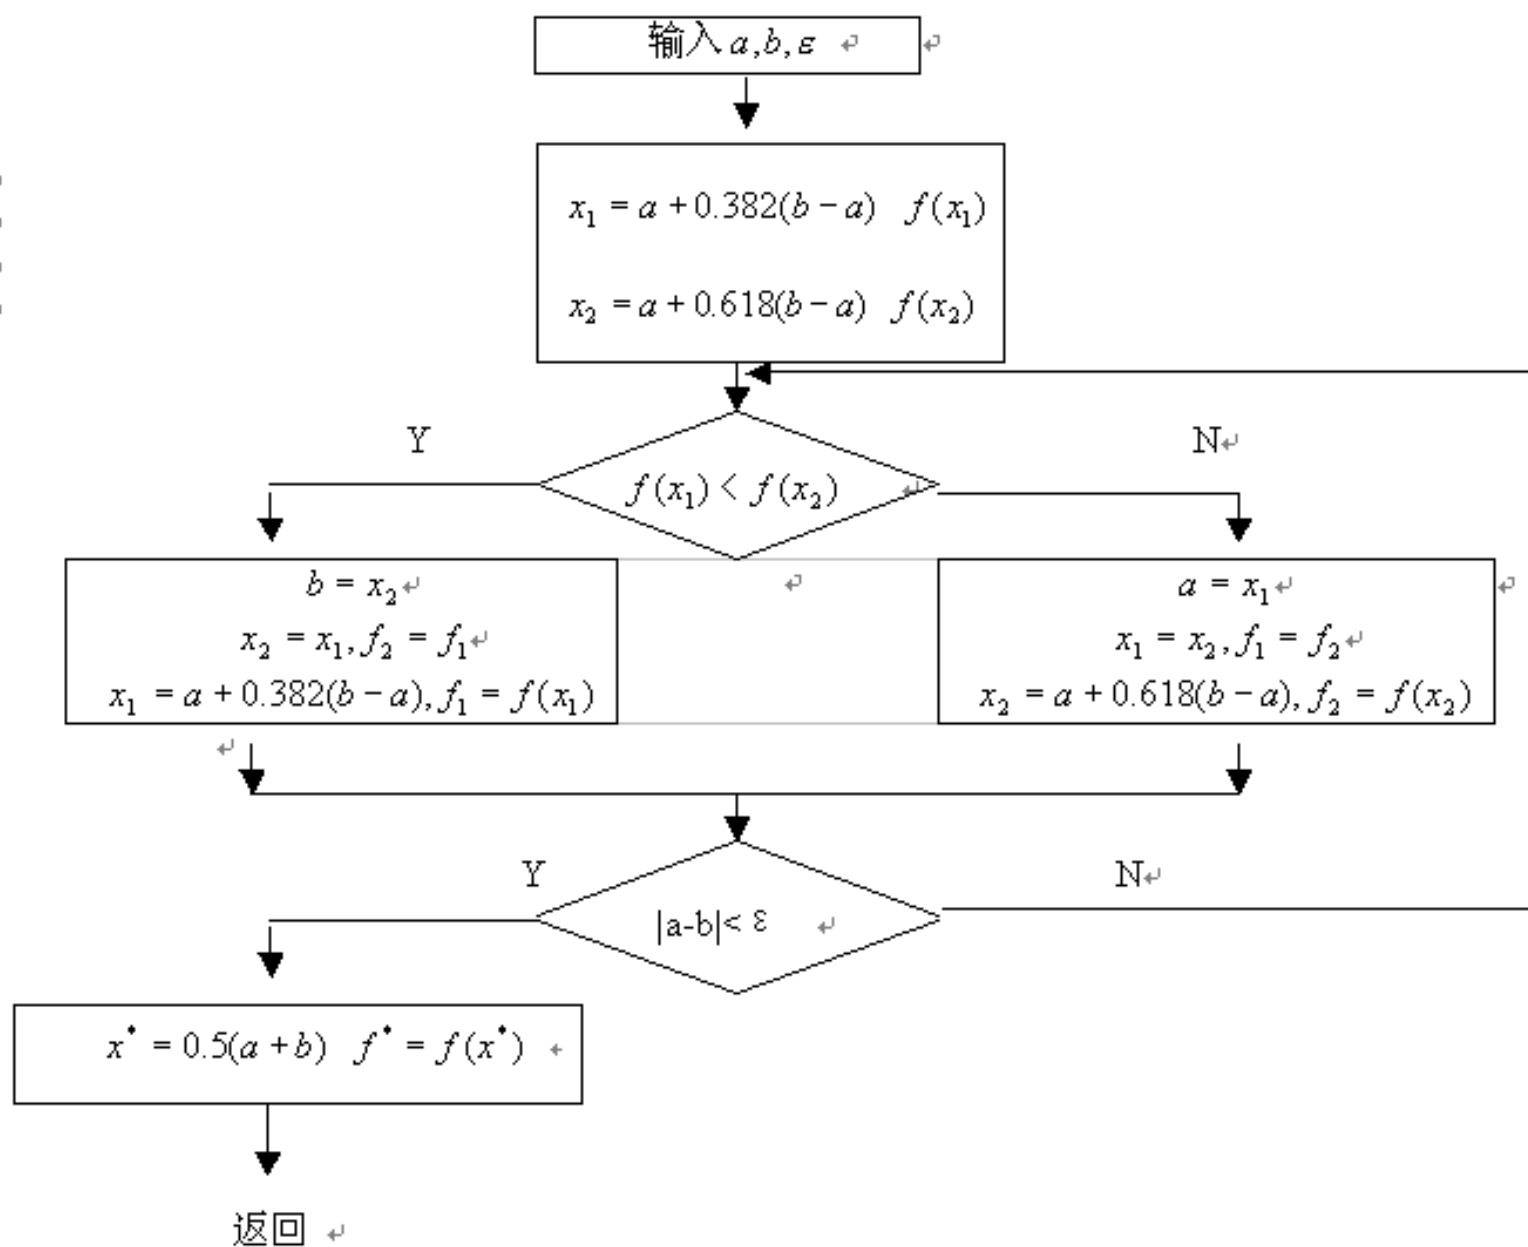 输入 a,b,ε
x₁ = a + 0.382(b − a) f(x₁)
x₂ = a + 0.618(b − a) f(x₂)
Y
N
f(x₁) < f(x₂)
b = x₂
x₂ = x₁, f₂ = f₁
x₁ = a + 0.382(b − a), f₁ = f(x₁)
a = x₁
x₁ = x₂, f₁ = f₂
x₂ = a + 0.618(b − a), f₂ = f(x₂)
Y
N
|a-b|< ε
x* = 0.5(a + b) f* = f(x*)
返回